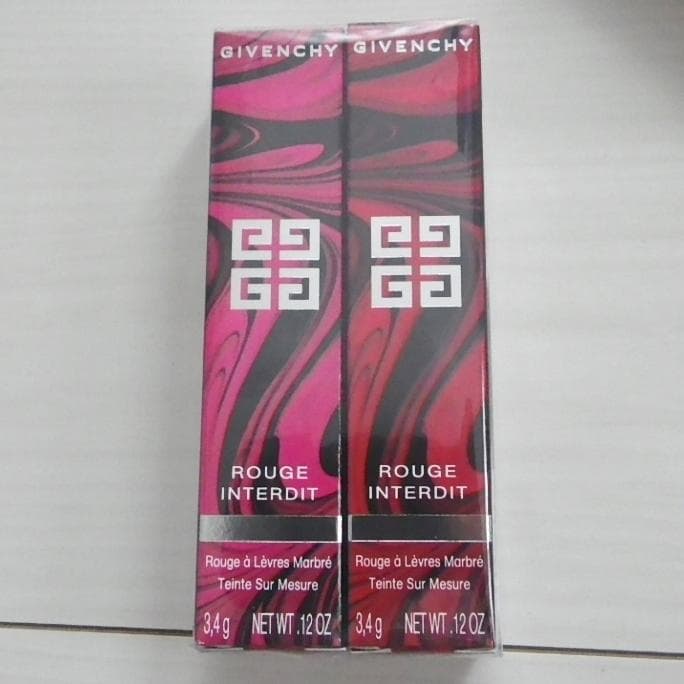 GIVENCHY
ROUGE
INTERDIT
Rouge à Lèvres Marbré
Teinte Sur Mesure
3,4 g NET WT .12 OZ
GIVENCHY
ROUGE
INTERDIT
Rouge à Lèvres Marbré
Teinte Sur Mesure
3,4 g NET WT .12 OZ